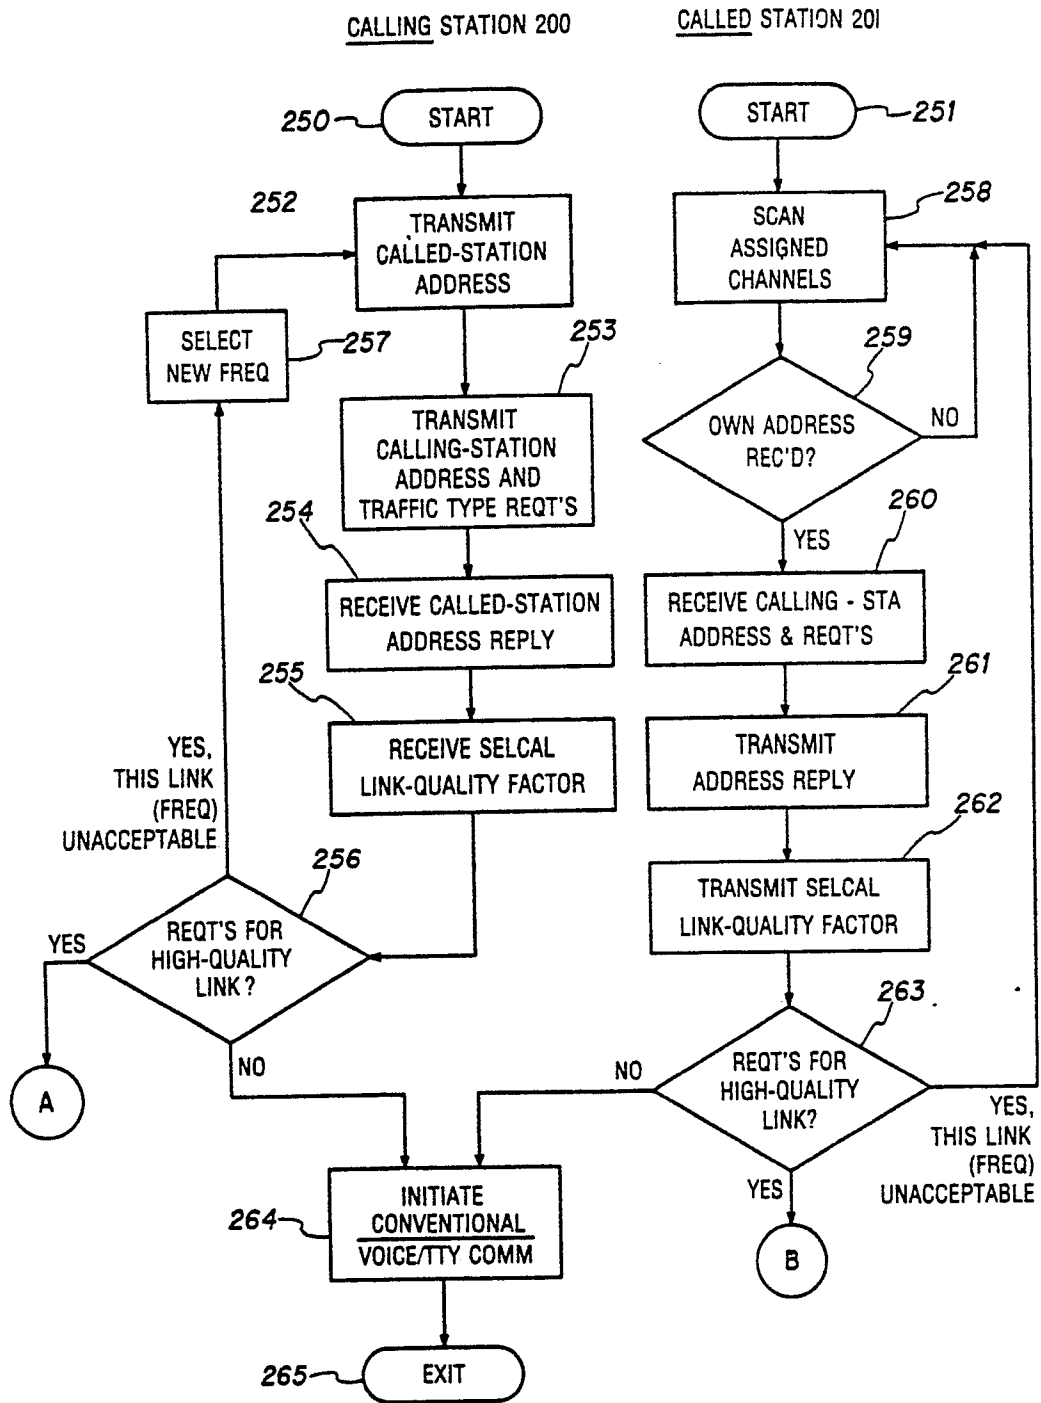 CALLING STATION 200
CALLED STATION 201
250
START
START
251
252
TRANSMIT
CALLED-STATION
ADDRESS
SCAN
ASSIGNED
CHANNELS
258
SELECT
NEW FREQ
257
253
TRANSMIT
CALLING-STATION
ADDRESS AND
TRAFFIC TYPE REQT'S
259
OWN ADDRESS
REC'D?
NO
YES
254
RECEIVE CALLED-STATION
ADDRESS REPLY
260
RECEIVE CALLING - STA
ADDRESS & REQT'S
255
RECEIVE SELCAL
LINK-QUALITY FACTOR
261
TRANSMIT
ADDRESS REPLY
YES,
THIS LINK
(FREQ)
UNACCEPTABLE
262
TRANSMIT SELCAL
LINK-QUALITY FACTOR
256
YES
REQT'S FOR
HIGH-QUALITY
LINK?
NO
A
263
NO
REQT'S FOR
HIGH-QUALITY
LINK?
YES,
THIS LINK
(FREQ)
UNACCEPTABLE
YES
B
264
INITIATE
CONVENTIONAL
VOICE/TTY COMM
265
EXIT